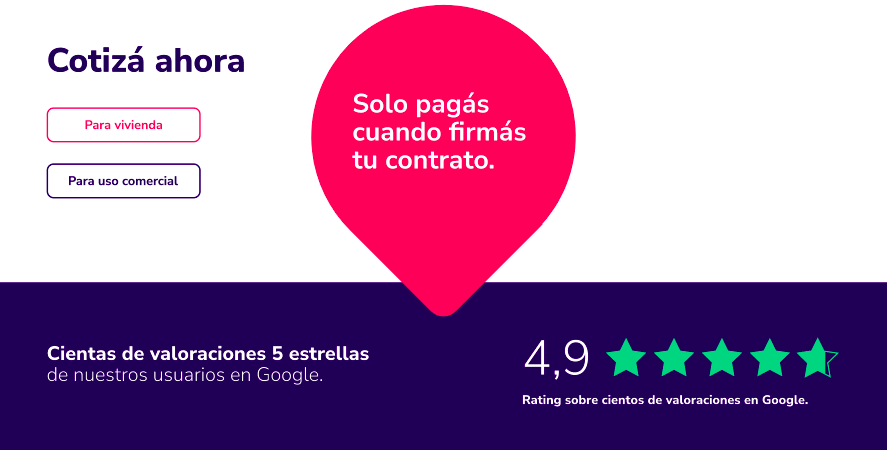 Cotizá ahora
Para vivienda
Para uso comercial
Solo pagás
cuando firmás
tu contrato.
Cientas de valoraciones 5 estrellas
de nuestros usuarios en Google.
4,9
Rating sobre cientos de valoraciones en Google.